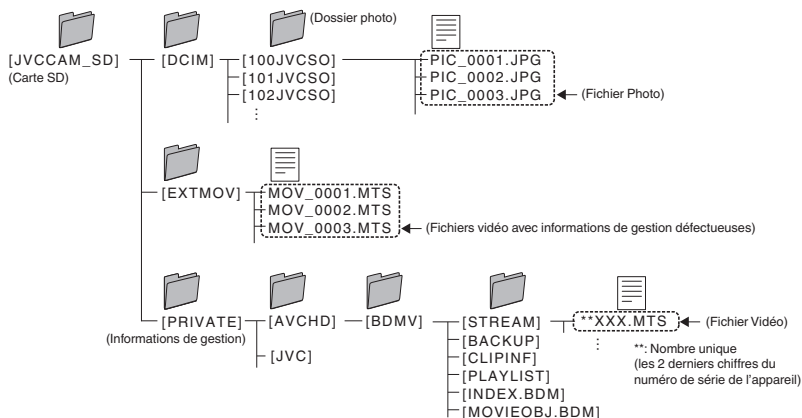 (Dossier photo)
[JVCCAM_SD] [DCIM] [100JVCSO] PIC_0001.JPG
(Carte SD) [101JVCSO] PIC_0002.JPG
[102JVCSO] PIC_0003.JPG (Fichier Photo)
[EXTMOV] MOV_0001.MTS
MOV_0002.MTS
MOV_0003.MTS (Fichiers vidéo avec informations de gestion défectueuses)
[PRIVATE] [AVCHD] [BDMV] [STREAM] **XXX.MTS (Fichier Vidéo)
(Informations de gestion)
[JVC]
[BACKUP]
[CLIPINF]
[PLAYLIST]
[INDEX.BDM]
[MOVIEOBJ.BDM]
**: Nombre unique
(les 2 derniers chiffres du
numéro de série de l'appareil)